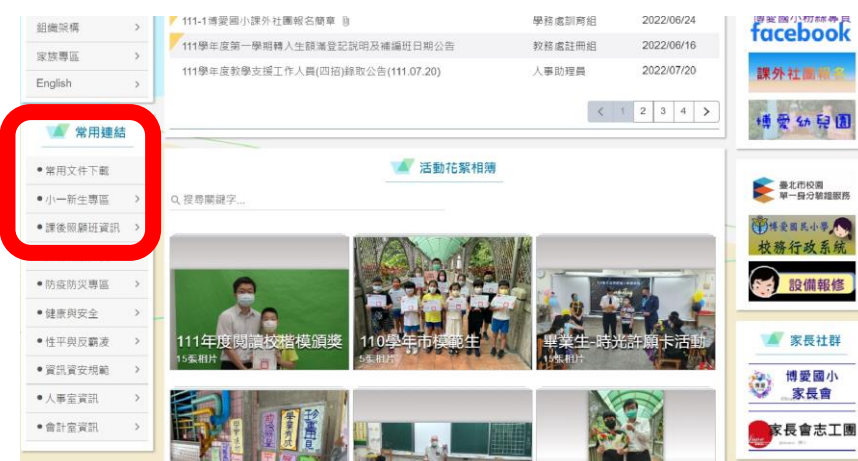 組織架構
家族專區
English
常用連結
常用文件下載
小一新生專區
課後照顧班資訊
防疫防災專區
健康與安全
性平與反霸凌
資訊資安規範
人事室資訊
會計室資訊
111-1博愛國小課外社團報名簡章 學務處訓育組 2022/06/24
111學年度第一學期轉入生額滿登記說明及補編班日期公告 教務處註冊組 2022/06/16
111學年度教學支援工作人員(四招)錄取公告(111.07.20) 人事助理員 2022/07/20
< 1 2 3 4 >
活動花絮相簿
搜尋關鍵字...
111年度閱讀校楷模頒獎
15張相片
110學年市模範生
5張相片
畢業生-時光許願卡活動
15張相片
博愛國小粉絲專頁
facebook
課外社團報名
博愛幼兒園
臺北市校園
單一身分驗證服務
博愛國民小學
校務行政系統
設備報修
家長社群
博愛國小
家長會
家長會志工團